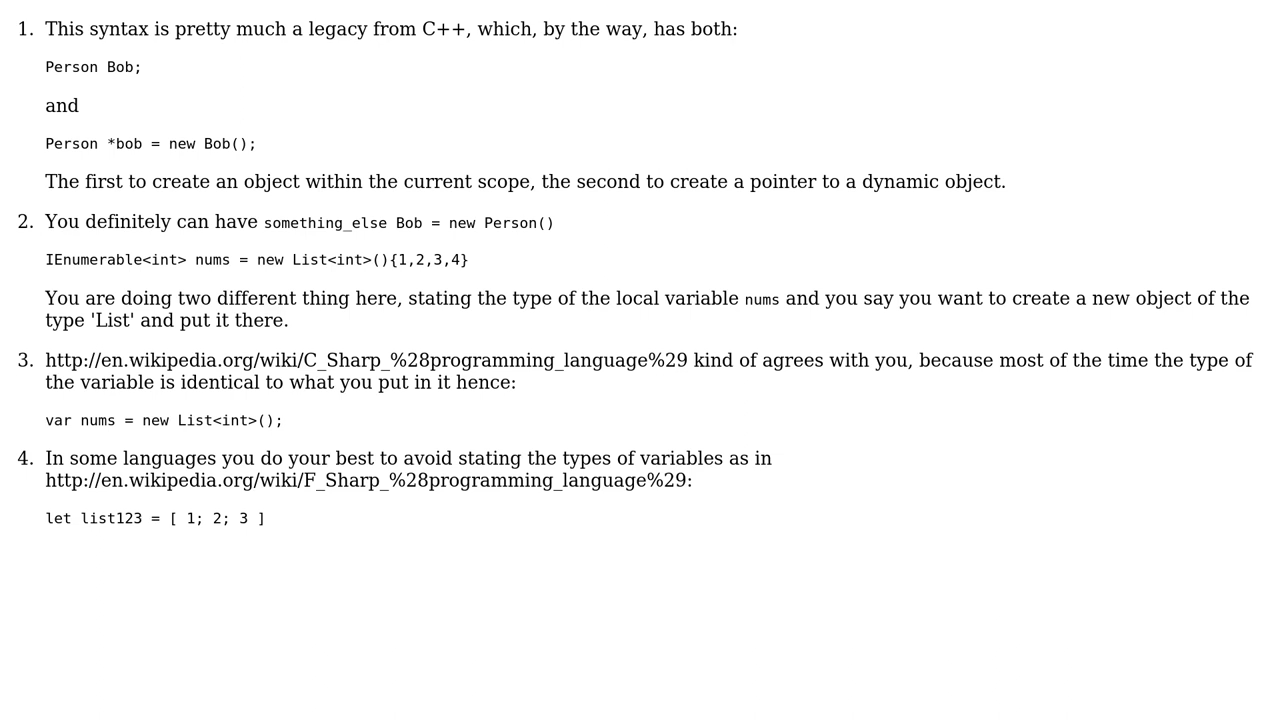 1. This syntax is pretty much a legacy from C++, which, by the way, has both:
Person Bob;
and
Person *bob = new Bob();
The first to create an object within the current scope, the second to create a pointer to a dynamic object.
2. You definitely can have something_else Bob = new Person()
IEnumerable<int> nums = new List<int>(){1,2,3,4}
You are doing two different thing here, stating the type of the local variable nums and you say you want to create a new object of the
type 'List' and put it there.
3. http://en.wikipedia.org/wiki/C_Sharp_%28programming_language%29 kind of agrees with you, because most of the time the type of
the variable is identical to what you put in it hence:
var nums = new List<int>();
4. In some languages you do your best to avoid stating the types of variables as in
http://en.wikipedia.org/wiki/F_Sharp_%28programming_language%29:
let list123 = [ 1; 2; 3 ]